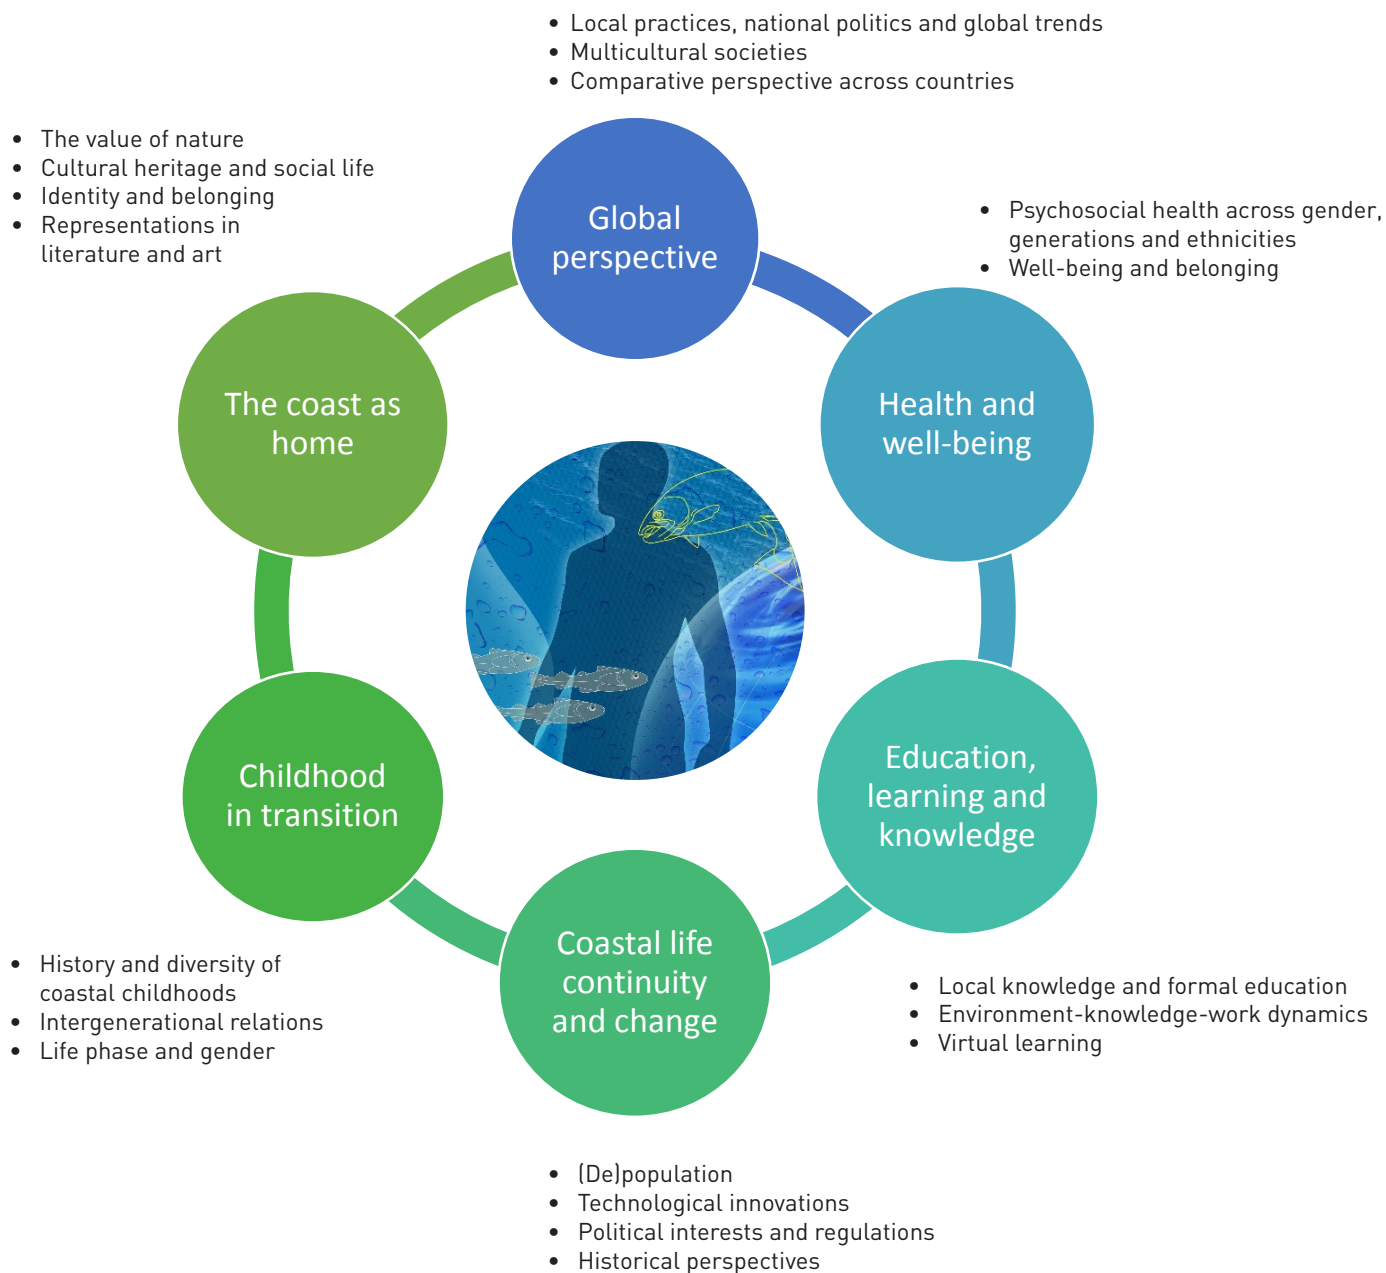 • Local practices, national politics and global trends
• Multicultural societies
• Comparative perspective across countries
Global
perspective
• Psychosocial health across gender,
generations and ethnicities
• Well-being and belonging
Health and
well-being
Education,
learning and
knowledge
• Local knowledge and formal education
• Environment-knowledge-work dynamics
• Virtual learning
Coastal life
continuity
and change
• (De)population
• Technological innovations
• Political interests and regulations
• Historical perspectives
Childhood
in transition
• History and diversity of
coastal childhoods
• Intergenerational relations
• Life phase and gender
The coast as
home
• The value of nature
• Cultural heritage and social life
• Identity and belonging
• Representations in
literature and art